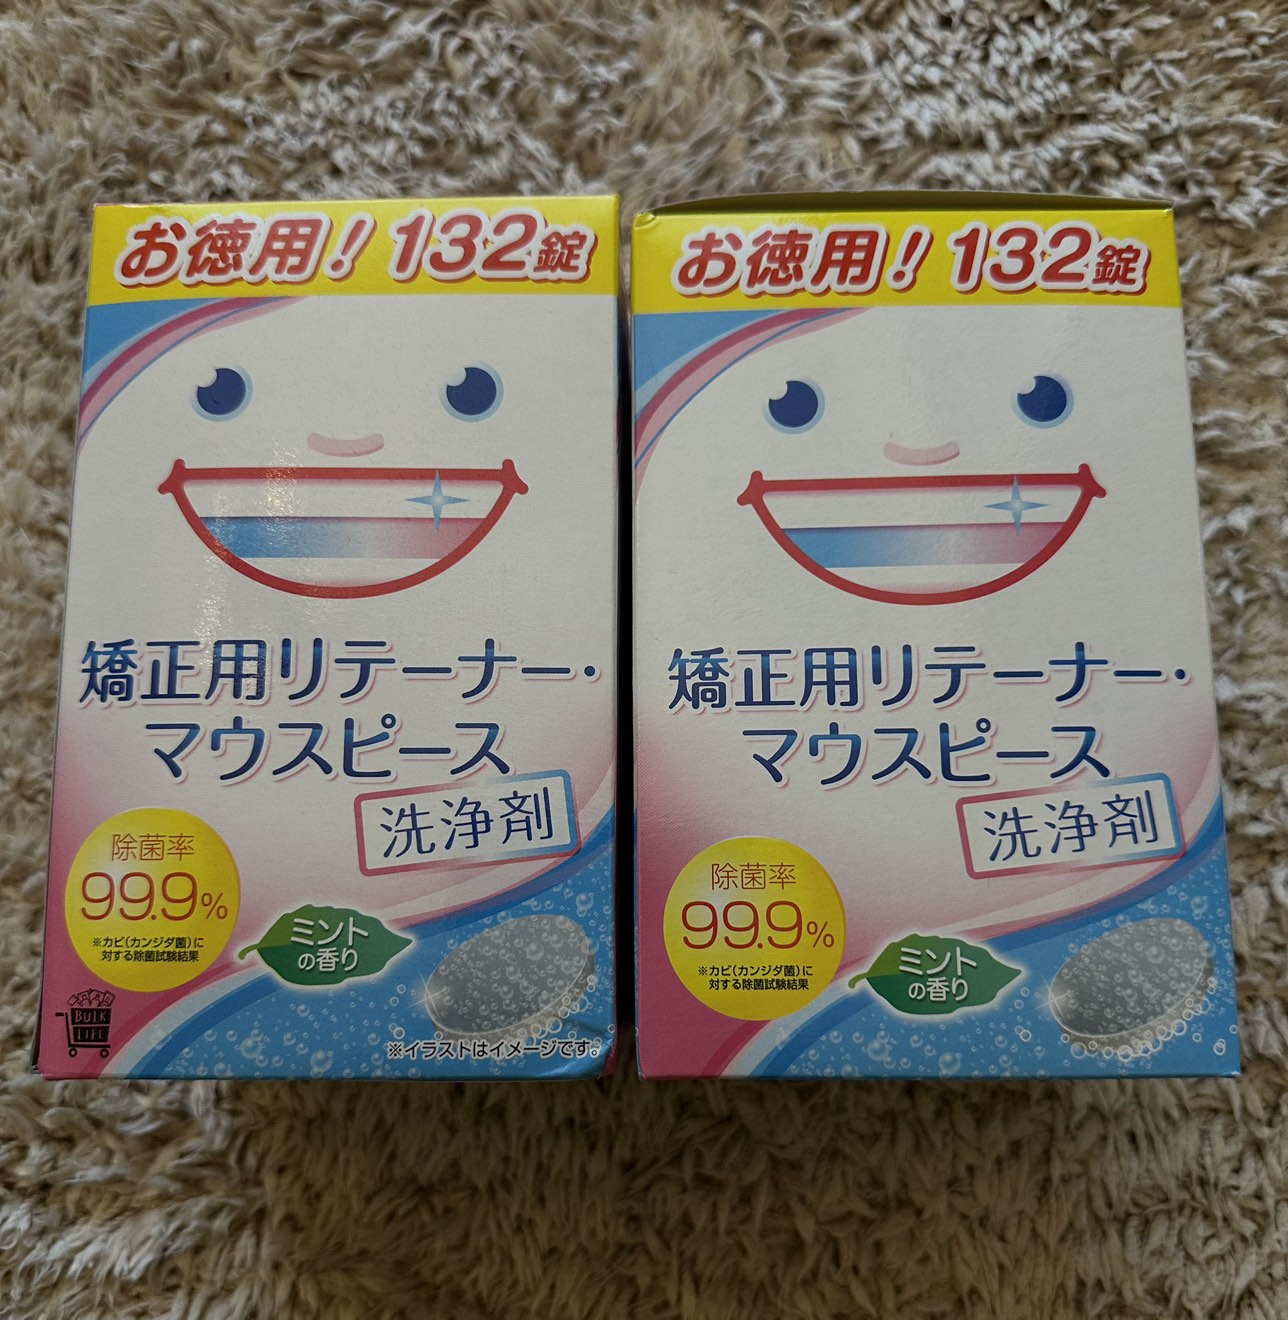 お徳用！132錠
矯正用リテーナー・
マウスピース
洗浄剤
除菌率
99.9%
※カビ(カンジダ菌)に
対する除菌試験結果
ミント
の香り
BULK
LIFE
※イラストはイメージです。
お徳用！132錠
矯正用リテーナー・
マウスピース
洗浄剤
除菌率
99.9%
※カビ(カンジダ菌)に
対する除菌試験結果
ミント
の香り